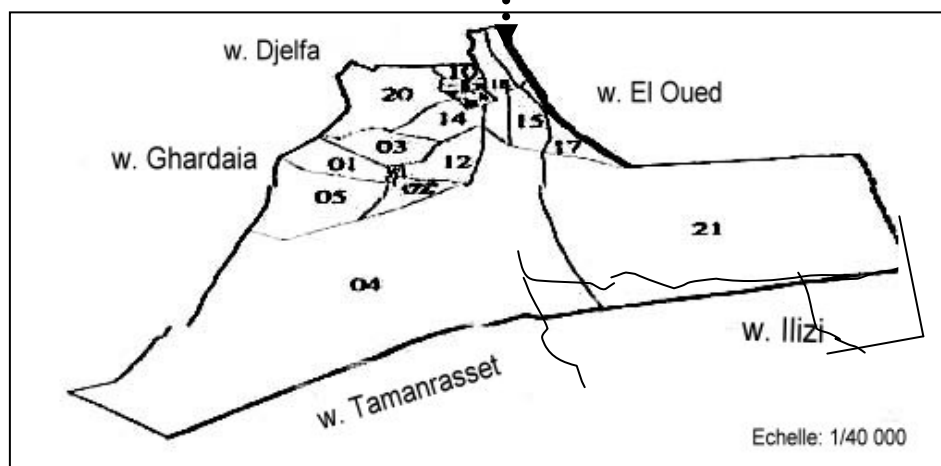 w. Djelfa
w. El Oued
20
14
15
w. Ghardaia
03
17
01
12
05
21
04
w. Ilizi
w. Tamanrasset
Echelle: 1/40 000